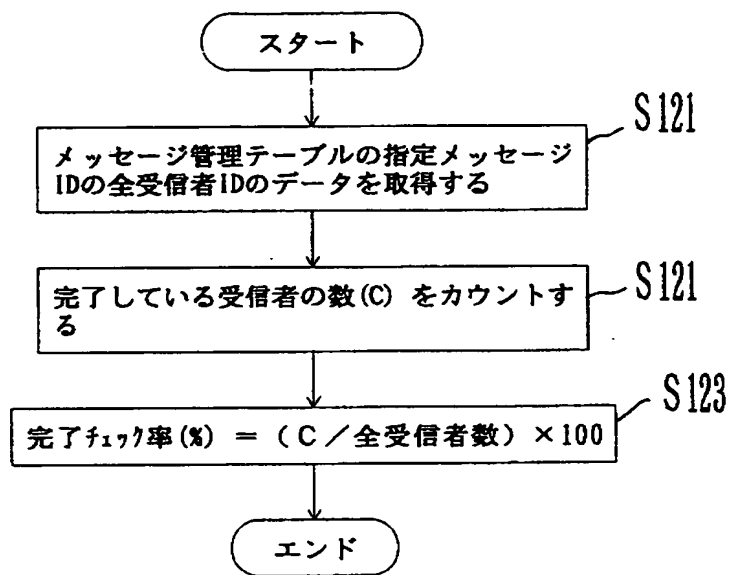 スタート
S121
メッセージ管理テーブルの指定メッセージ
IDの全受信者IDのデータを取得する
S121
完了している受信者の数(C) をカウントす
る
S123
完了ﾁｪｯｸ率(%) = (C/全受信者数) ×100
エンド